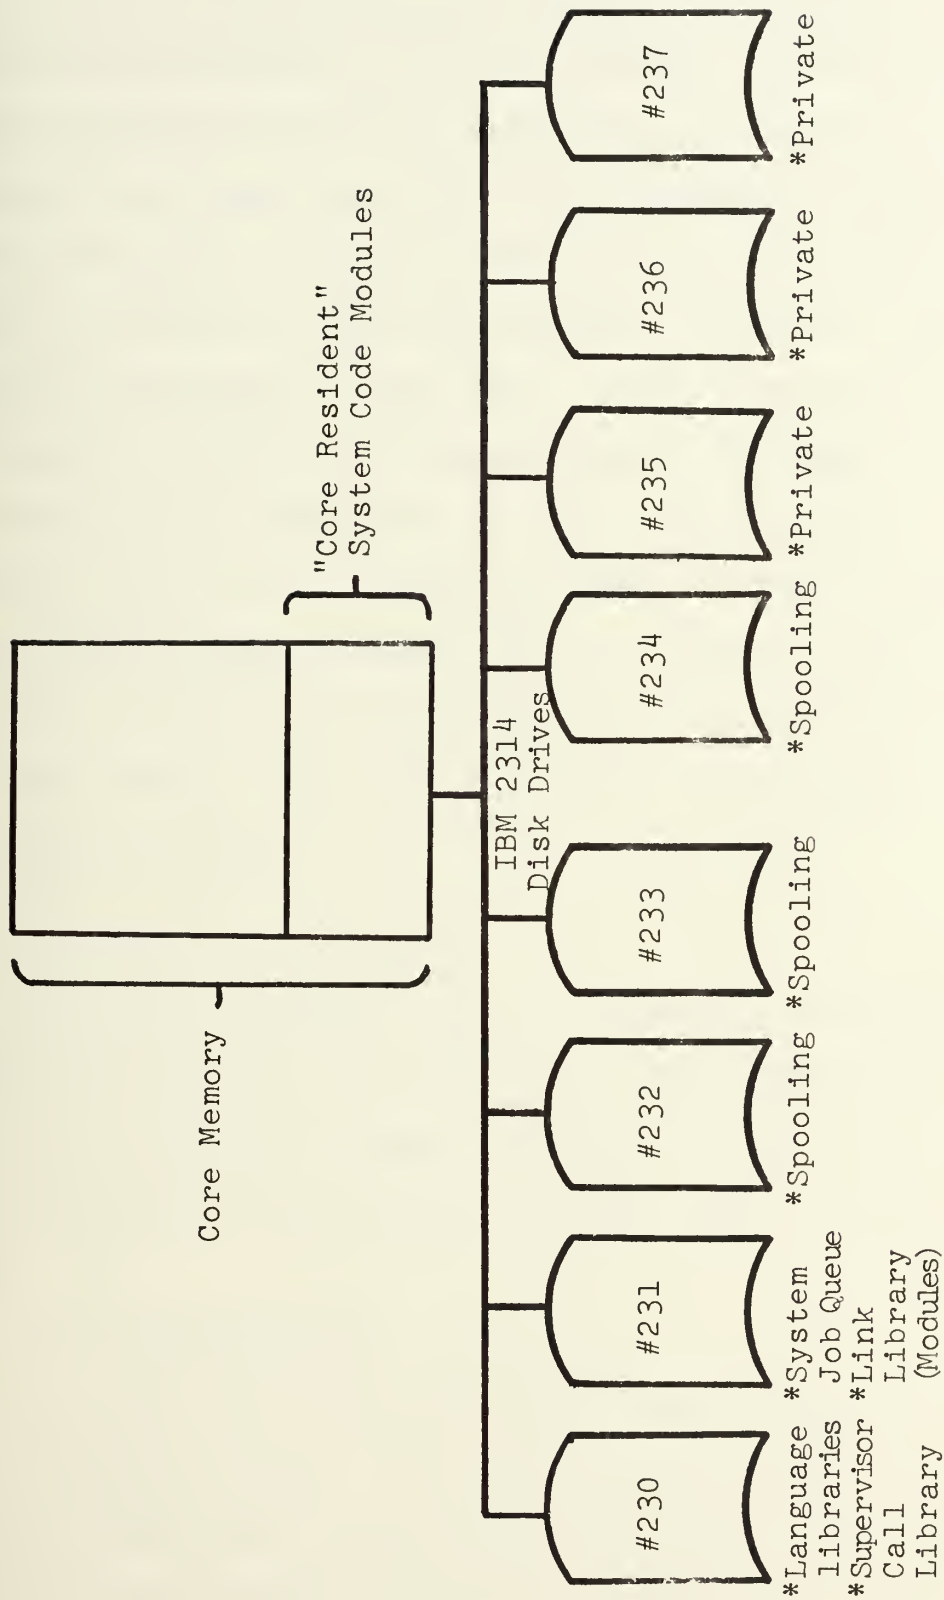 Core Memory
"Core Resident"
System Code Modules
IBM 2314
Disk Drives
#230
#231
#232
#233
#234
#235
#236
#237
*Language
libraries
*Supervisor
Call
Library
*System
Job Queue
*Link
Library
(Modules)
*Spooling
*Spooling
*Spooling
*Private
*Private
*Private